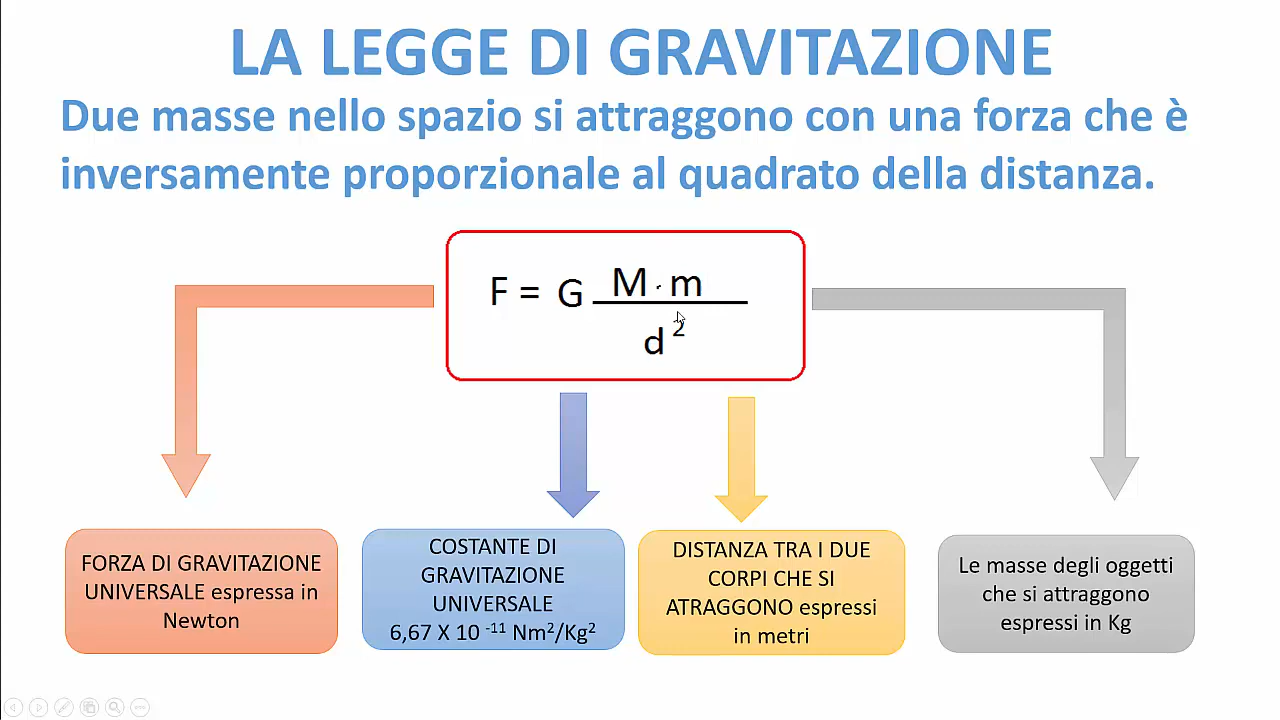 LA LEGGE DI GRAVITAZIONE
Due masse nello spazio si attraggono con una forza che è
inversamente proporzionale al quadrato della distanza.
F = G M · m
d 2
FORZA DI GRAVITAZIONE
UNIVERSALE espressa in
Newton
COSTANTE DI
GRAVITAZIONE
UNIVERSALE
6,67 X 10 -11 Nm2/Kg2
DISTANZA TRA I DUE
CORPI CHE SI
ATRAGGONO espressi
in metri
Le masse degli oggetti
che si attraggono
espressi in Kg